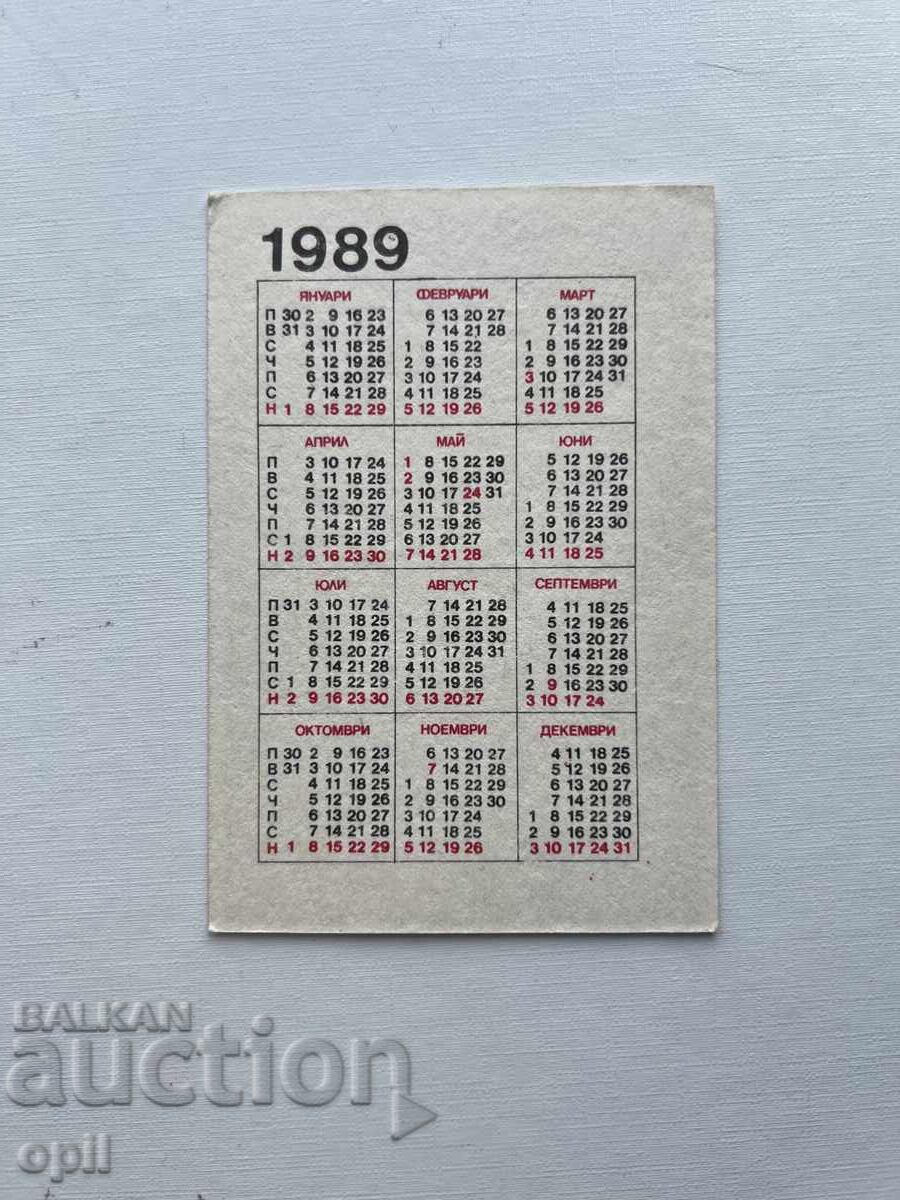 1989
ЯНУАРИ
П 30 2 9 16 23
В 31 3 10 17 24
С 4 11 18 25
Ч 5 12 19 26
П 6 13 20 27
С 7 14 21 28
Н 1 8 15 22 29
ФЕВРУАРИ
6 13 20 27
7 14 21 28
1 8 15 22
2 9 16 23
3 10 17 24
4 11 18 25
5 12 19 26
МАРТ
6 13 20 27
7 14 21 28
1 8 15 22 29
2 9 16 23 30
3 10 17 24 31
4 11 18 25
5 12 19 26
АПРИЛ
П 3 10 17 24
В 4 11 18 25
С 5 12 19 26
Ч 6 13 20 27
П 7 14 21 28
С 1 8 15 22 29
Н 2 9 16 23 30
МАЙ
1 8 15 22 29
2 9 16 23 30
3 10 17 24 31
4 11 18 25
5 12 19 26
6 13 20 27
7 14 21 28
ЮНИ
5 12 19 26
6 13 20 27
7 14 21 28
1 8 15 22 29
2 9 16 23 30
3 10 17 24
4 11 18 25
ЮЛИ
П 31 3 10 17 24
В 4 11 18 25
С 5 12 19 26
Ч 6 13 20 27
П 7 14 21 28
С 1 8 15 22 29
Н 2 9 16 23 30
АВГУСТ
7 14 21 28
1 8 15 22 29
2 9 16 23 30
3 10 17 24 31
4 11 18 25
5 12 19 26
6 13 20 27
СЕПТЕМВРИ
4 11 18 25
5 12 19 26
6 13 20 27
7 14 21 28
1 8 15 22 29
2 9 16 23 30
3 10 17 24
ОКТОМВРИ
П 30 2 9 16 23
В 31 3 10 17 24
С 4 11 18 25
Ч 5 12 19 26
П 6 13 20 27
С 7 14 21 28
Н 1 8 15 22 29
НОЕМВРИ
6 13 20 27
7 14 21 28
1 8 15 22 29
2 9 16 23 30
3 10 17 24
4 11 18 25
5 12 19 26
ДЕКЕМВРИ
4 11 18 25
5 12 19 26
6 13 20 27
7 14 21 28
1 8 15 22 29
2 9 16 23 30
3 10 17 24 31
BALKAN
auction
opll